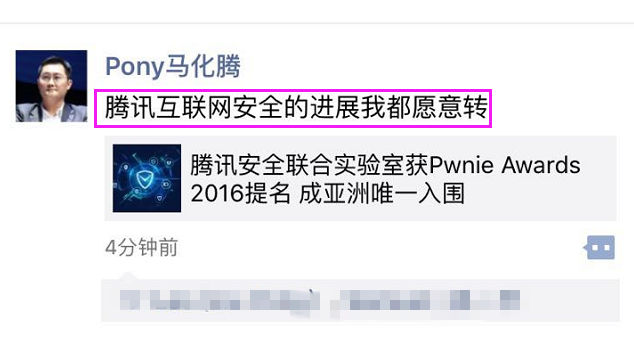 Pony马化腾
腾讯互联网安全的进展我都愿意转
腾讯安全联合实验室获Pwnie Awards
2016提名 成亚洲唯一入围
4分钟前